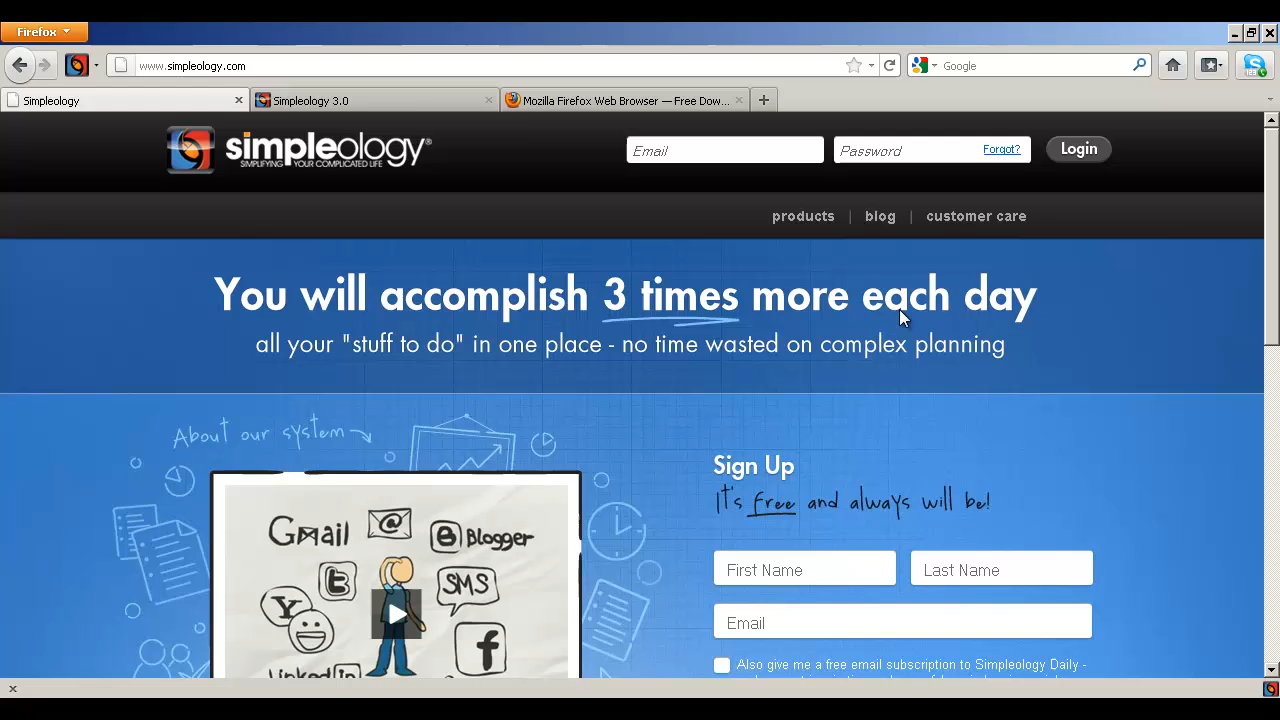 Firefox
www.simpleology.com
Google
Simpleology
Simpleology 3.0
Mozilla Firefox Web Browser — Free Dow...
simpleology®
SIMPLIFYING YOUR COMPLICATED LIFE
Email
Password
Forgot?
Login
products | blog | customer care
You will accomplish 3 times more each day
all your "stuff to do" in one place - no time wasted on complex planning
About our system
Sign Up
It's free and always will be!
Gmail
@
B Blogger
t
SMS
Y
f
LinkedIn
First Name
Last Name
Email
Also give me a free email subscription to Simpleology Daily -